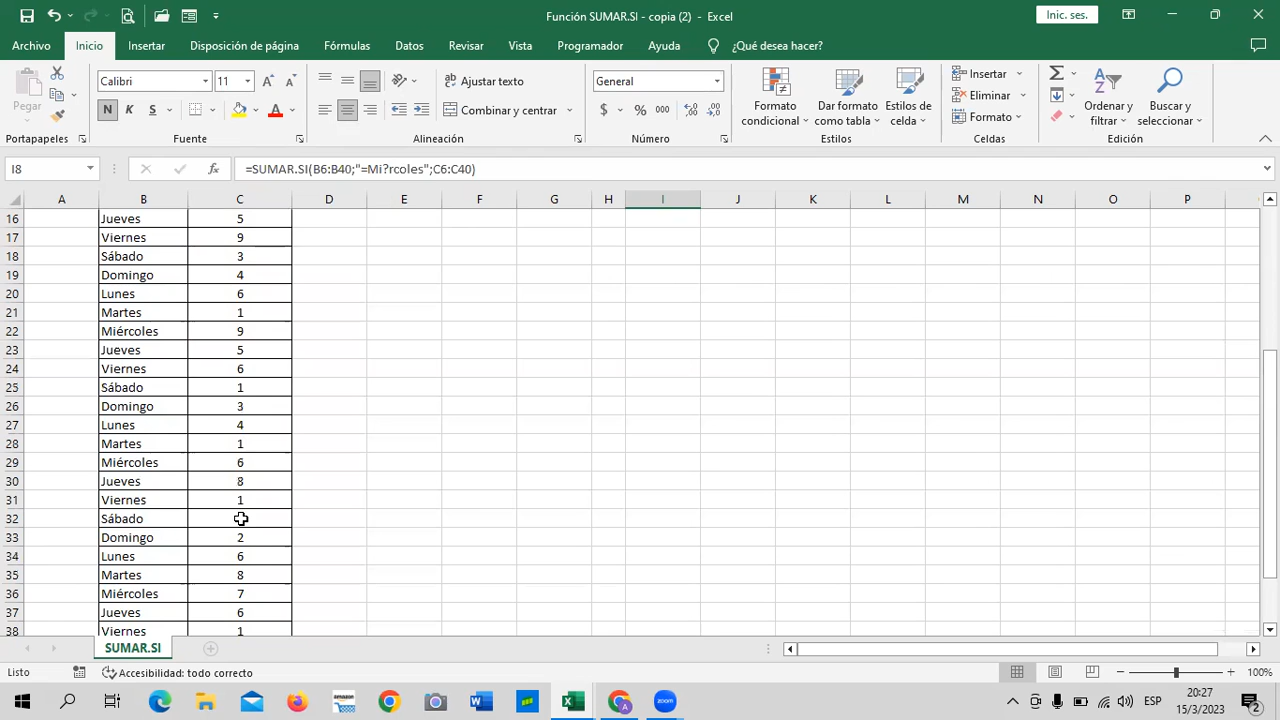 Función SUMAR.SI - copia (2) - Excel
Inic. ses.
Archivo Inicio Insertar Disposición de página Fórmulas Datos Revisar Vista Programador Ayuda ¿Qué desea hacer?
Pegar
Calibri 11
N K S
Ajustar texto
Combinar y centrar
General
$ % 000
Formato condicional
Dar formato como tabla
Estilos de celda
Insertar
Eliminar
Formato
Ordenar y filtrar
Buscar y seleccionar
Portapapeles Fuente Alineación Número Estilos Celdas Edición
I8 fx =SUMAR.SI(B6:B40;"=Mi?rcoles";C6:C40)
A B C D E F G H I J K L M N O P
16 Jueves 5
17 Viernes 9
18 Sábado 3
19 Domingo 4
20 Lunes 6
21 Martes 1
22 Miércoles 9
23 Jueves 5
24 Viernes 6
25 Sábado 1
26 Domingo 3
27 Lunes 4
28 Martes 1
29 Miércoles 6
30 Jueves 8
31 Viernes 1
32 Sábado
33 Domingo 2
34 Lunes 6
35 Martes 8
36 Miércoles 7
37 Jueves 6
38 Viernes 1
SUMAR.SI
Listo Accesibilidad: todo correcto 100%
amazon
zoom
ESP
20:27
15/3/2023
2